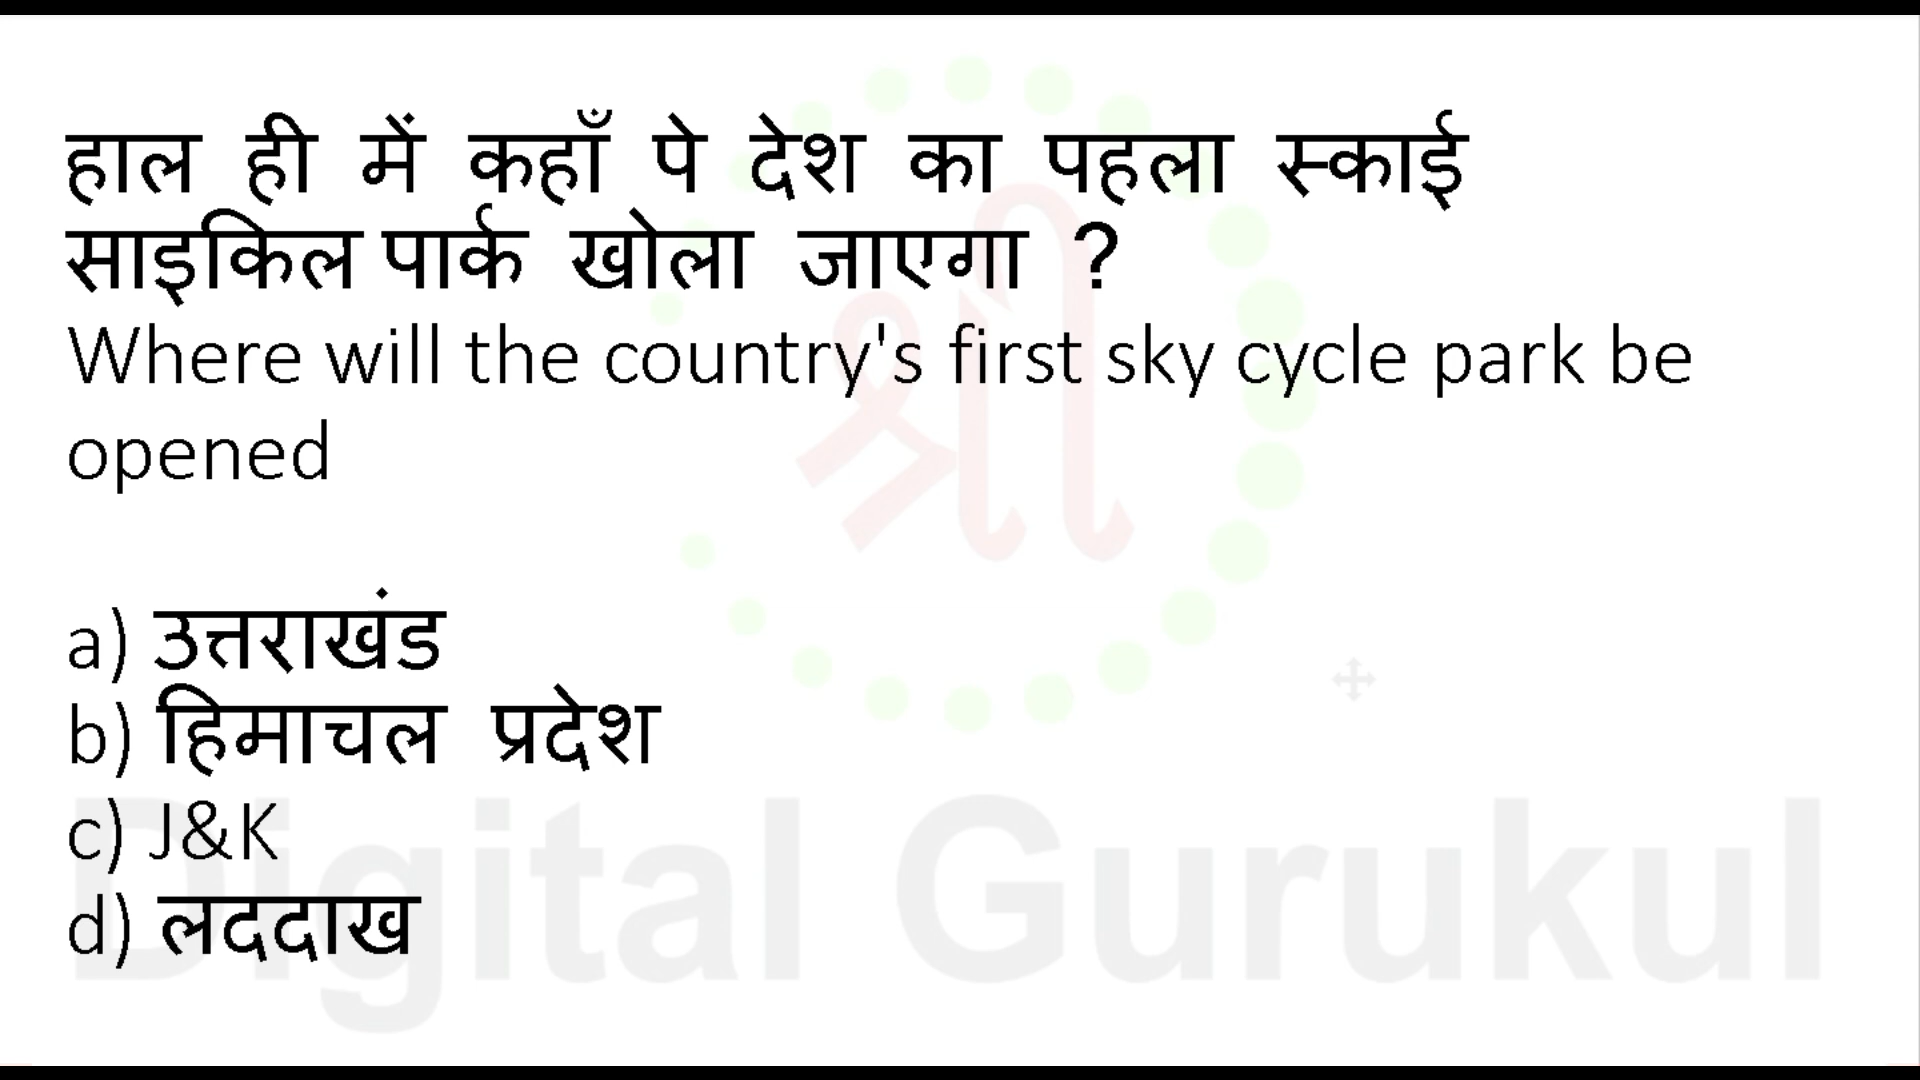 हाल ही में कहाँ पे देश का पहला स्काई
साइकिल पार्क खोला जाएगा ?
Where will the country's first sky cycle park be
opened
a) उत्तराखंड
b) हिमाचल प्रदेश
c) J&K
d) लददाख
श्री
Digital Gurukul